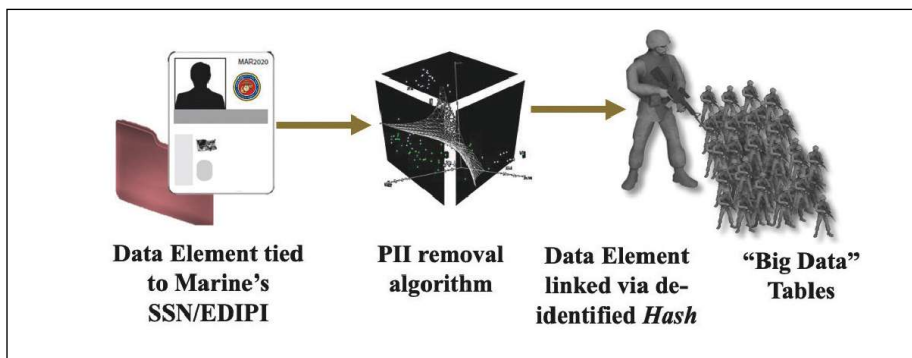 MAR2020
Data Element tied
to Marine's
SSN/EDIPI
PII removal
algorithm
Data Element
linked via de-
identified Hash
“Big Data”
Tables